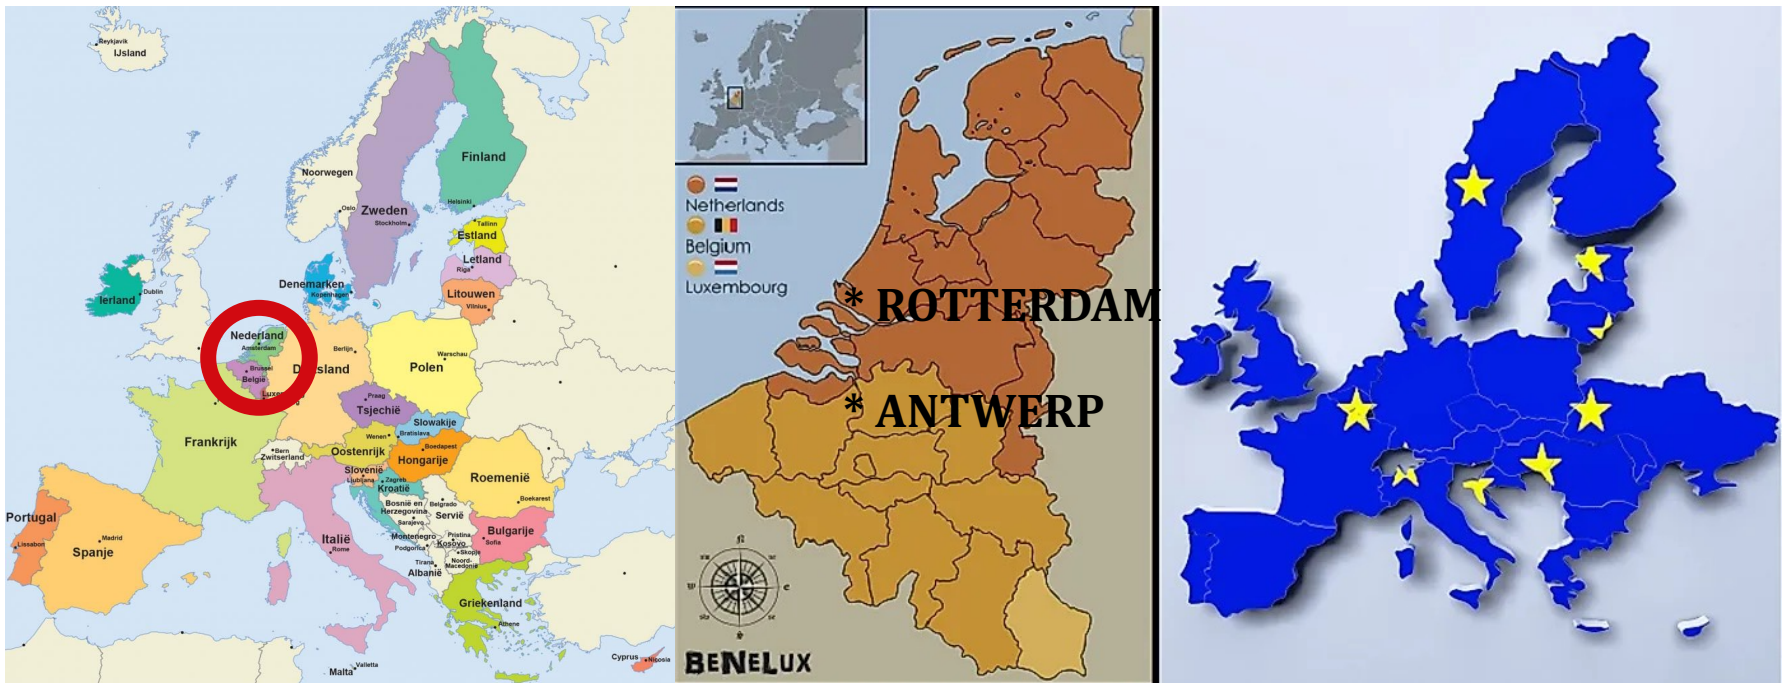 Reykjavik
IJsland
Finland
Noorwegen
Helsinki
Oslo
Zweden
Stockholm
Tallinn
Estland
Letland
Riga
Denemarken
Kopenhagen
Litouwen
Vilnius
Ierland
Dublin
Nederland
Amsterdam
Berlijn
Warschau
Polen
Brussel
België
Praag
Tsjechië
Slowakije
Bratislava
Wenen
Boedapest
Frankrijk
Bern
Zwitserland
Oostenrijk
Hongarije
Slovenië
Ljubljana
Zagreb
Kroatië
Roemenië
Boekarest
Bosnië en
Herzegovina
Sarajevo
Belgrado
Servië
Portugal
Lissabon
Madrid
Spanje
Italië
Rome
Montenegro
Podgorica
Pristina
Kosovo
Skopje
Noord-
Macedonië
Bulgarije
Sofia
Tirana
Albanië
Griekenland
Athene
Malta
Valletta
Cyprus
Nicosia
Netherlands
Belgium
Luxembourg
* ROTTERDAM
* ANTWERP
N
W
e
S
BENELUX